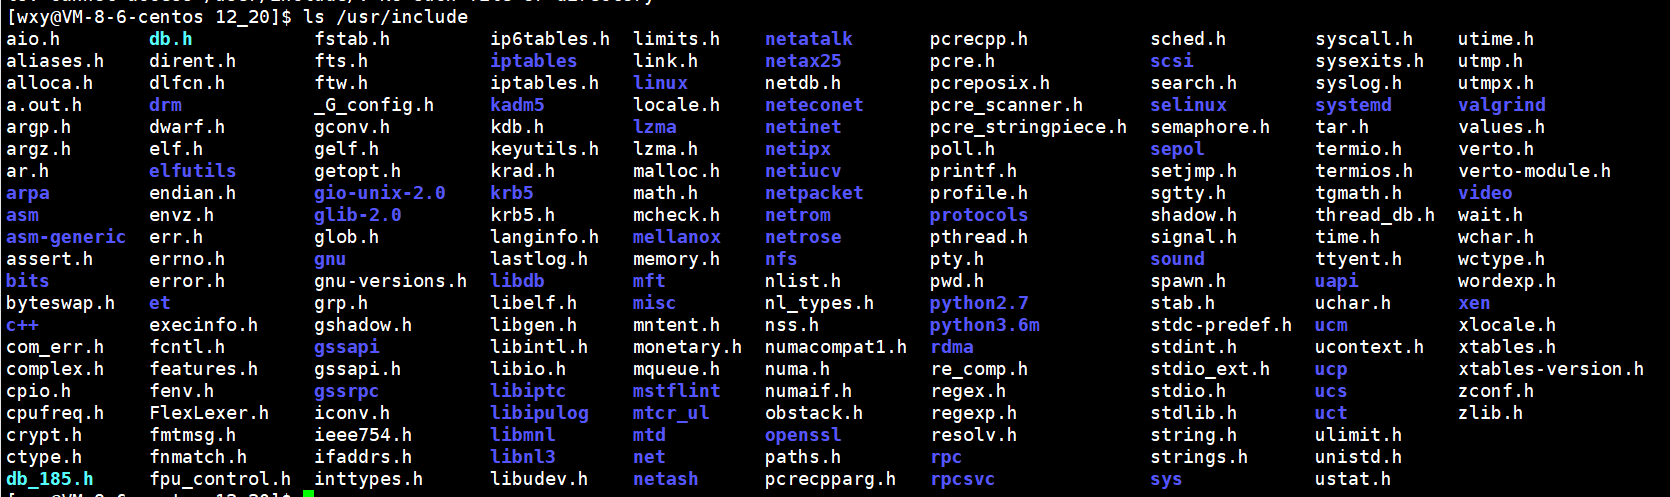 [wxy@VM-8-6-centos 12_20]$ ls /usr/include
aio.h db.h fstab.h ip6tables.h limits.h netatalk pcrecpp.h sched.h syscall.h utime.h
aliases.h dirent.h fts.h iptables link.h netax25 pcre.h scsi sysexits.h utmp.h
alloca.h dlfcn.h ftw.h iptables.h linux netdb.h pcreposix.h search.h syslog.h utmpx.h
a.out.h drm _G_config.h kadm5 locale.h neteconet pcre_scanner.h selinux systemd valgrind
argp.h dwarf.h gconv.h kdb.h lzma netinet pcre_stringpiece.h semaphore.h tar.h values.h
argz.h elf.h gelf.h keyutils.h lzma.h netipx poll.h sepol termio.h verto.h
ar.h elfutils getopt.h krad.h malloc.h netiucv printf.h setjmp.h termios.h verto-module.h
arpa endian.h gio-unix-2.0 krb5 math.h netpacket profile.h sgtty.h tgmath.h video
asm envz.h glib-2.0 krb5.h mcheck.h netrom protocols shadow.h thread_db.h wait.h
asm-generic err.h glob.h langinfo.h mellanox netrose pthread.h signal.h time.h wchar.h
assert.h errno.h gnu lastlog.h memory.h nfs pty.h sound ttyent.h wctype.h
bits error.h gnu-versions.h libdb mft nlist.h pwd.h spawn.h uapi wordexp.h
byteswap.h et grp.h libelf.h misc nl_types.h python2.7 stab.h uchar.h xen
c++ execinfo.h gshadow.h libgen.h mntent.h nss.h python3.6m stdc-predef.h ucm xlocale.h
com_err.h fcntl.h gssapi libintl.h monetary.h numacompat1.h rdma stdint.h ucontext.h xtables.h
complex.h features.h gssapi.h libio.h mqueue.h numa.h re_comp.h stdio_ext.h ucp xtables-version.h
cpio.h fenv.h gssrpc libiptc mstflint numaif.h regex.h stdio.h ucs zconf.h
cpufreq.h FlexLexer.h iconv.h libipulog mtcr_ul obstack.h regexp.h stdlib.h uct zlib.h
crypt.h fmtmsg.h ieee754.h libmnl mtd openssl resolv.h string.h ulimit.h
ctype.h fnmatch.h ifaddrs.h libnl3 net paths.h rpc strings.h unistd.h
db_185.h fpu_control.h inttypes.h libudev.h netash pcrecpparg.h rpcsvc sys ustat.h